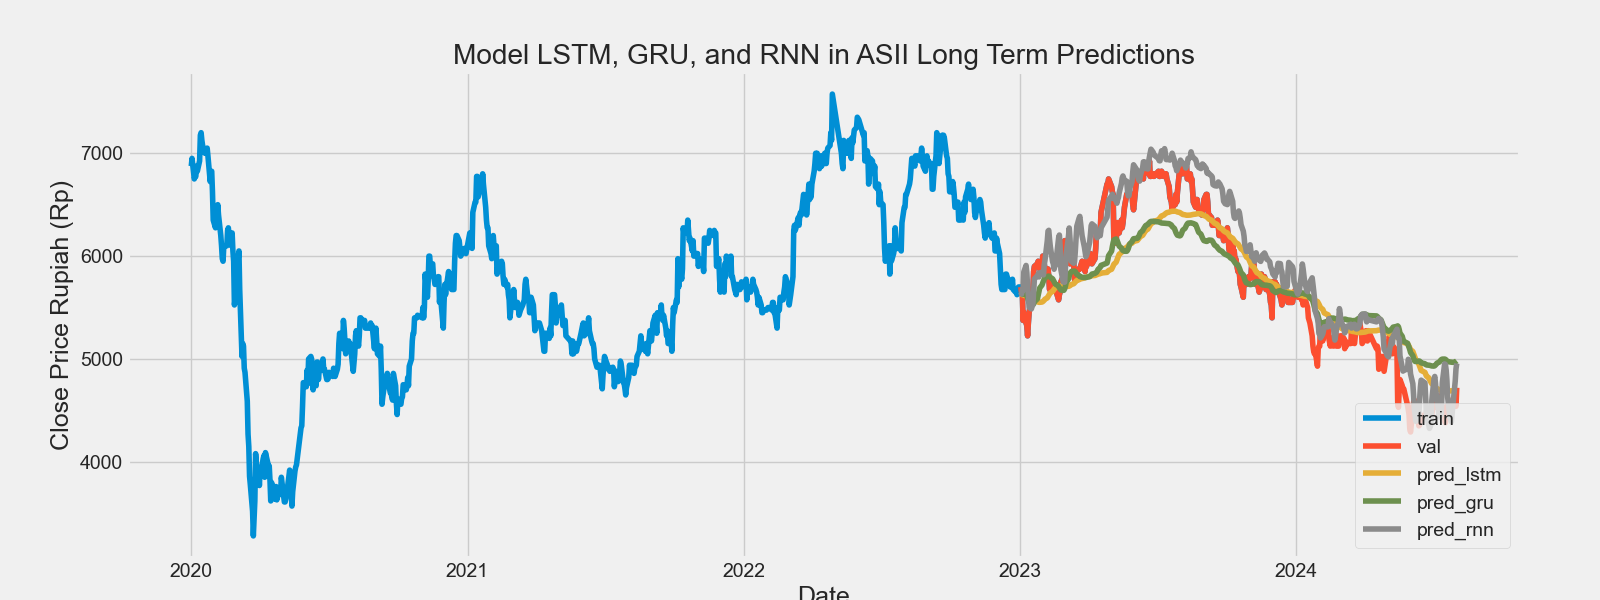 Model LSTM, GRU, and RNN in ASII Long Term Predictions
Close Price Rupiah (Rp)
7000
6000
5000
4000
2020
2021
2022
2023
2024
Date
train
val
pred_lstm
pred_gru
pred_rnn